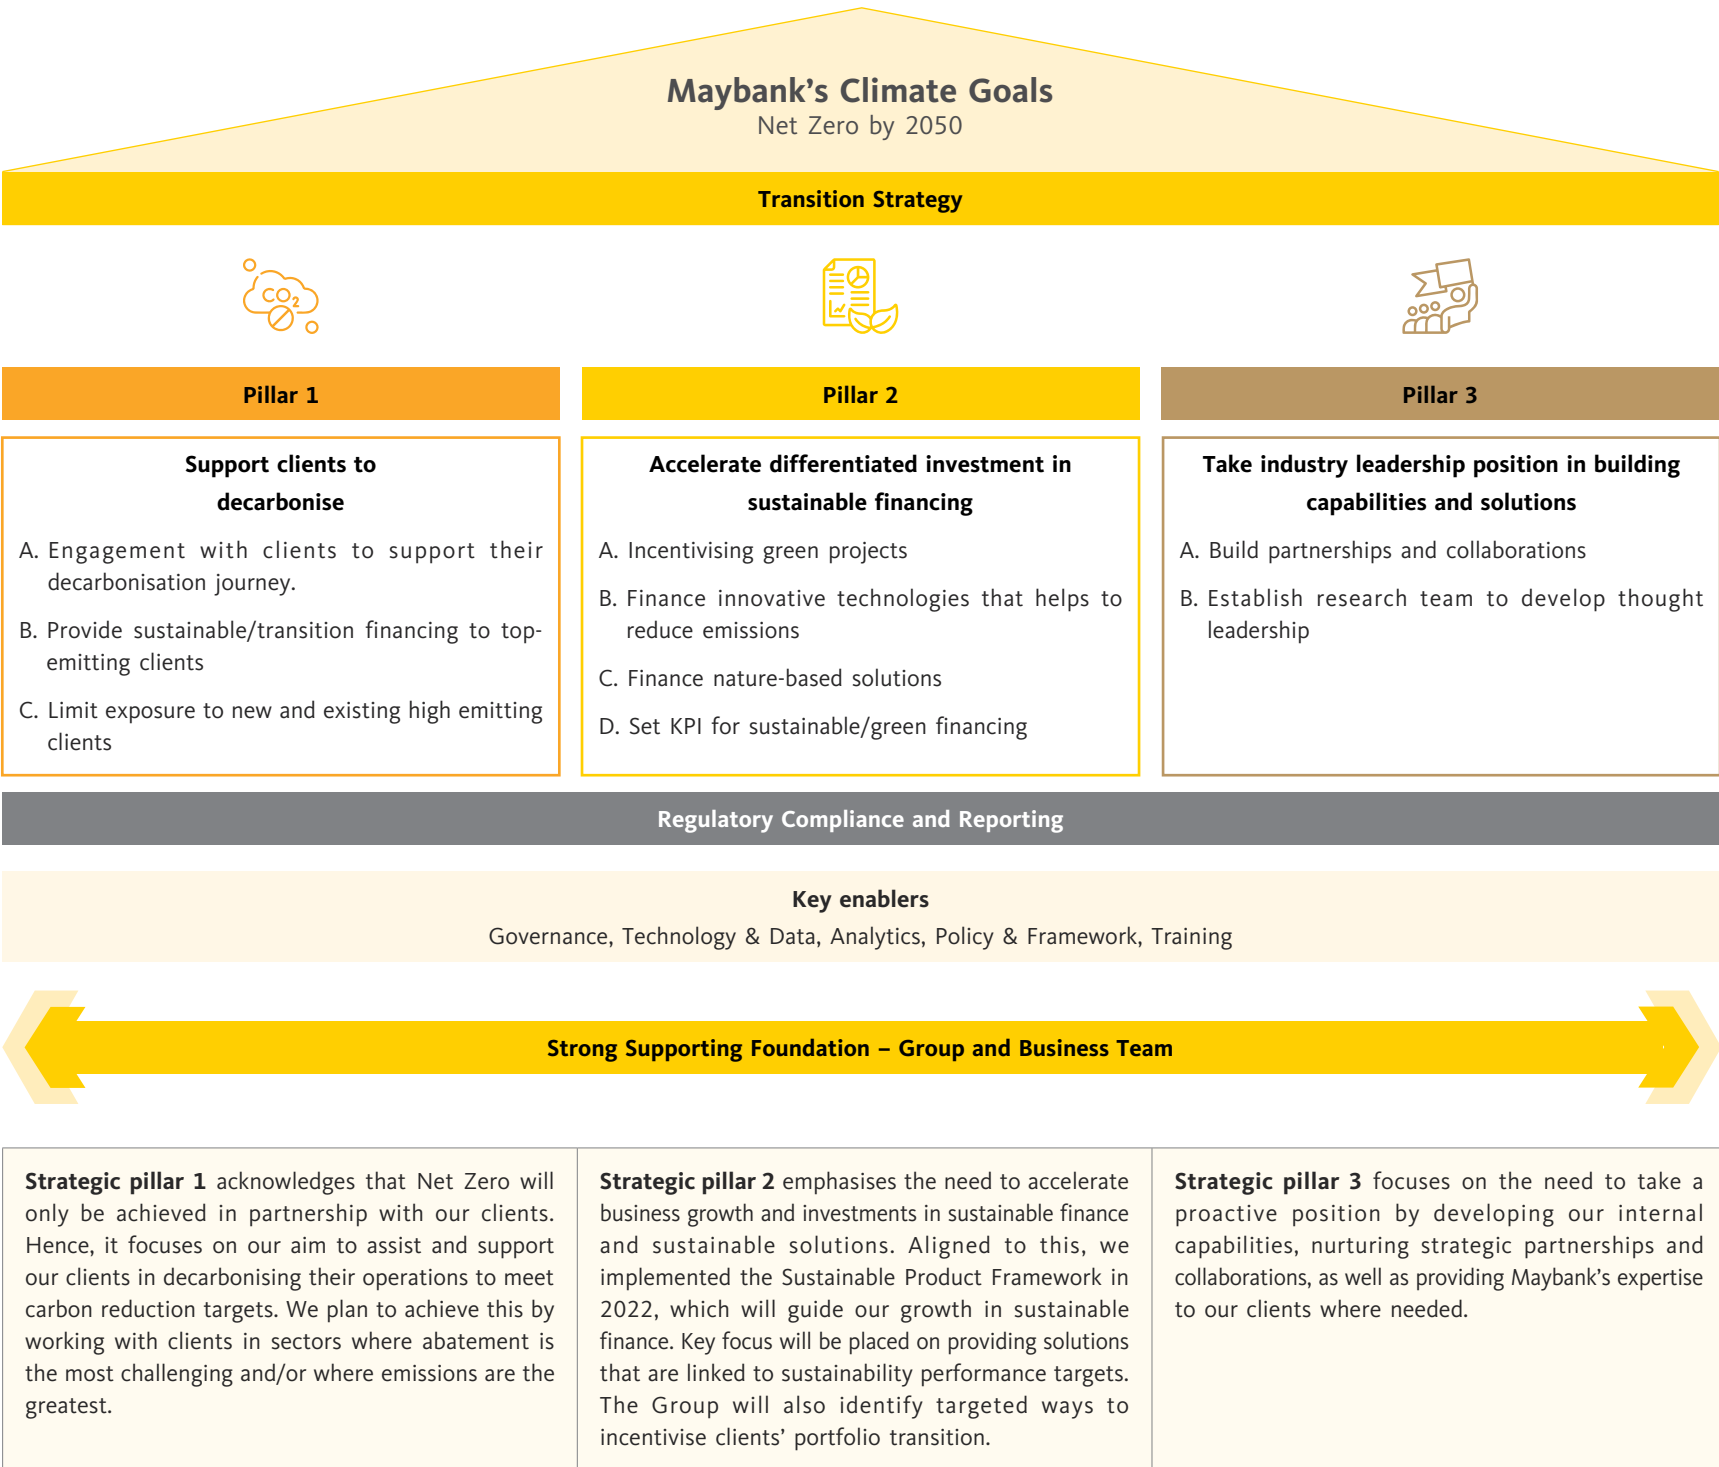 Maybank's Climate Goals
Net Zero by 2050
Transition Strategy
CO2
Pillar 1
Support clients to
decarbonise
A. Engagement with clients to support their
decarbonisation journey.
B. Provide sustainable/transition financing to top-
emitting clients
C. Limit exposure to new and existing high emitting
clients
Pillar 2
Accelerate differentiated investment in
sustainable financing
A. Incentivising green projects
B. Finance innovative technologies that helps to
reduce emissions
C. Finance nature-based solutions
D. Set KPI for sustainable/green financing
Pillar 3
Take industry leadership position in building
capabilities and solutions
A. Build partnerships and collaborations
B. Establish research team to develop thought
leadership
Regulatory Compliance and Reporting
Key enablers
Governance, Technology & Data, Analytics, Policy & Framework, Training
Strong Supporting Foundation – Group and Business Team
Strategic pillar 1 acknowledges that Net Zero will
only be achieved in partnership with our clients.
Hence, it focuses on our aim to assist and support
our clients in decarbonising their operations to meet
carbon reduction targets. We plan to achieve this by
working with clients in sectors where abatement is
the most challenging and/or where emissions are the
greatest.
Strategic pillar 2 emphasises the need to accelerate
business growth and investments in sustainable finance
and sustainable solutions. Aligned to this, we
implemented the Sustainable Product Framework in
2022, which will guide our growth in sustainable
finance. Key focus will be placed on providing solutions
that are linked to sustainability performance targets.
The Group will also identify targeted ways to
incentivise clients' portfolio transition.
Strategic pillar 3 focuses on the need to take a
proactive position by developing our internal
capabilities, nurturing strategic partnerships and
collaborations, as well as providing Maybank's expertise
to our clients where needed.